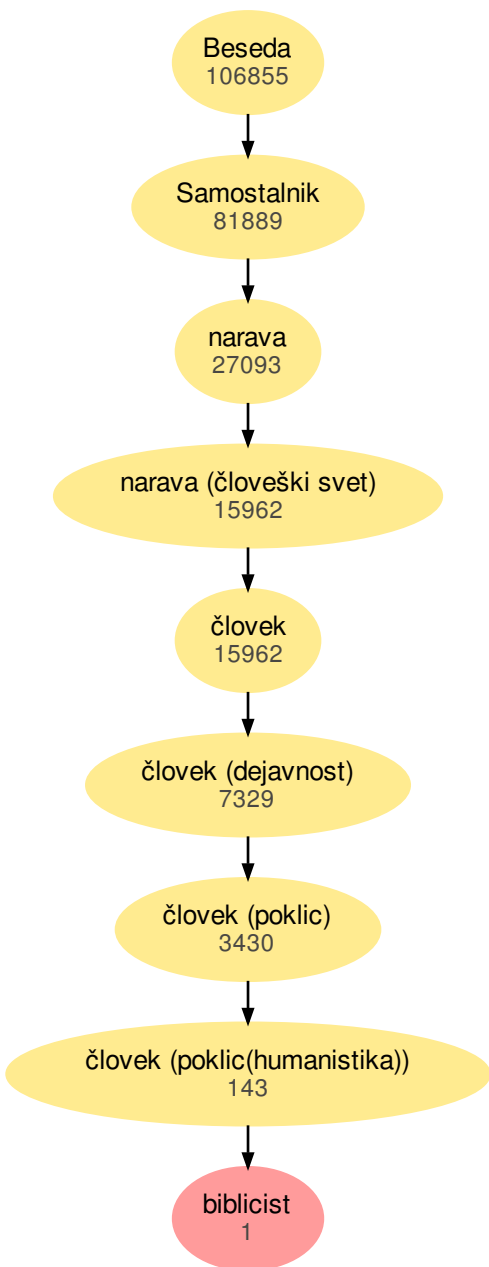 Beseda
106855
Samostalnik
81889
narava
27093
narava (človeški svet)
15962
človek
15962
človek (dejavnost)
7329
človek (poklic)
3430
človek (poklic(humanistika))
143
biblicist
1